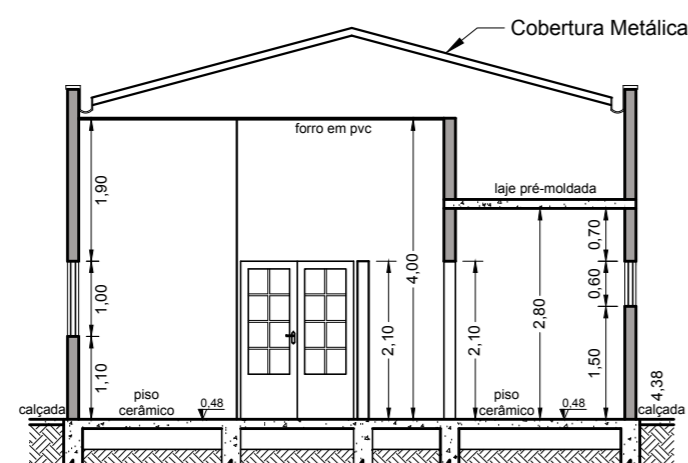 Cobertura Metálica
forro em pvc
laje pré-moldada
1,90
4,00
0,70
1,00
0,60
2,10
2,10
2,80
1,10
1,50
4,38
piso
cerâmico
0,48
piso
cerâmico
0,48
calçada
calçada